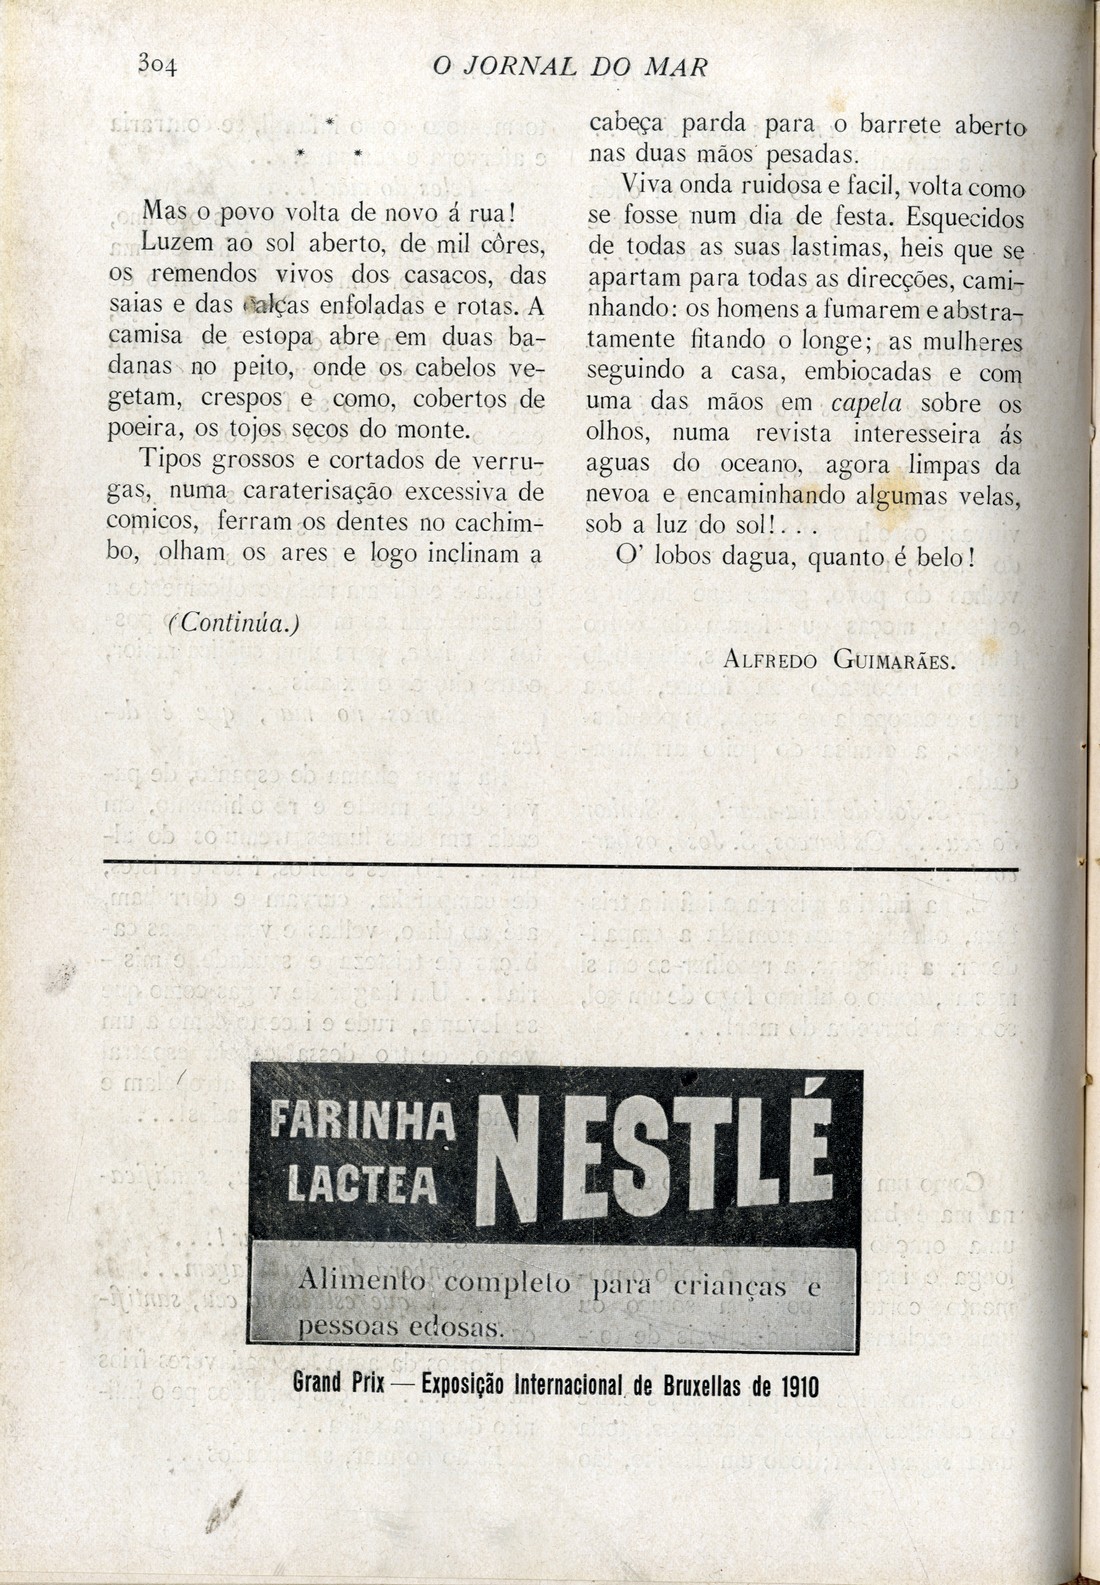 304
O JORNAL DO MAR
*
* *
Mas o povo volta de novo á rua!
Luzem ao sol aberto, de mil côres,
os remendos vivos dos casacos, das
saias e das calças enfoladas e rotas. A
camisa de estopa abre em duas ba-
danas no peito, onde os cabelos ve-
getam, crespos e como, cobertos de
poeira, os tojos secos do monte.
Tipos grossos e cortados de verru-
gas, numa caraterisação excessiva de
comicos, ferram os dentes no cachim-
bo, olham os ares e logo inclinam a
cabeça parda para o barrete aberto
nas duas mãos pesadas.
Viva onda ruidosa e facil, volta como
se fosse num dia de festa. Esquecidos
de todas as suas lastimas, heis que se
apartam para todas as direcções, cami-
nhando: os homens a fumarem e abstra-
tamente fitando o longe; as mulheres
seguindo a casa, embiocadas e com
uma das mãos em capela sobre os
olhos, numa revista interesseira ás
aguas do oceano, agora limpas da
nevoa e encaminhando algumas velas,
sob a luz do sol!...
O' lobos dagua, quanto é belo!
(Continúa.)
ALFREDO GUIMARÃES.
FARINHA
LACTEA
NESTLÉ
Alimento completo para crianças e
pessoas edosas.
Grand Prix — Exposição Internacional de Bruxellas de 1910